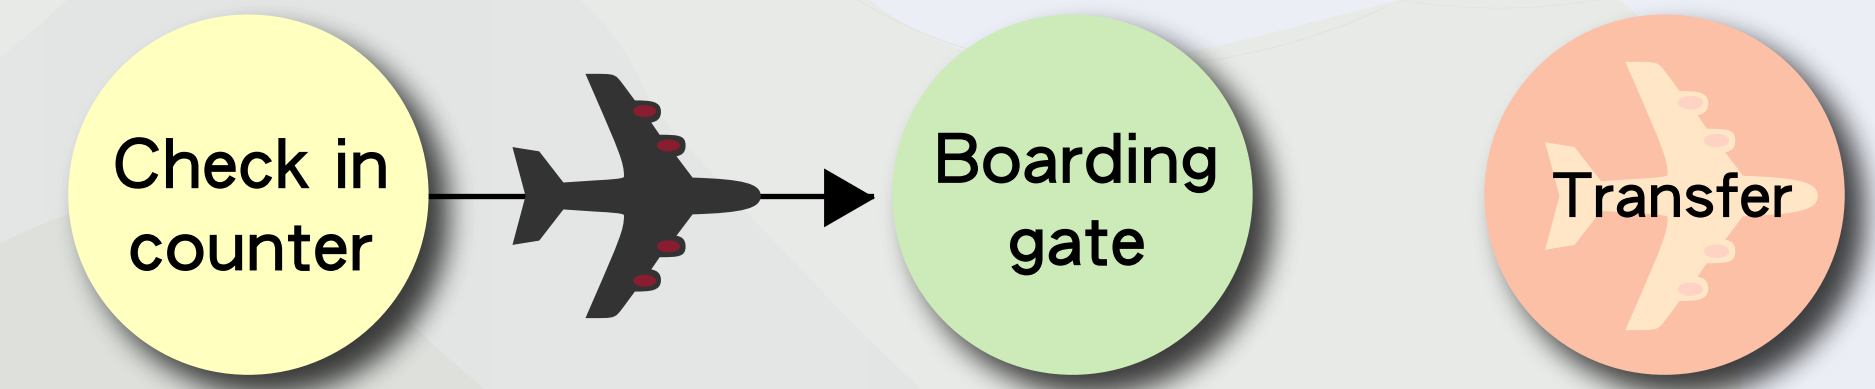 Check in
counter
Boarding
gate
Transfer